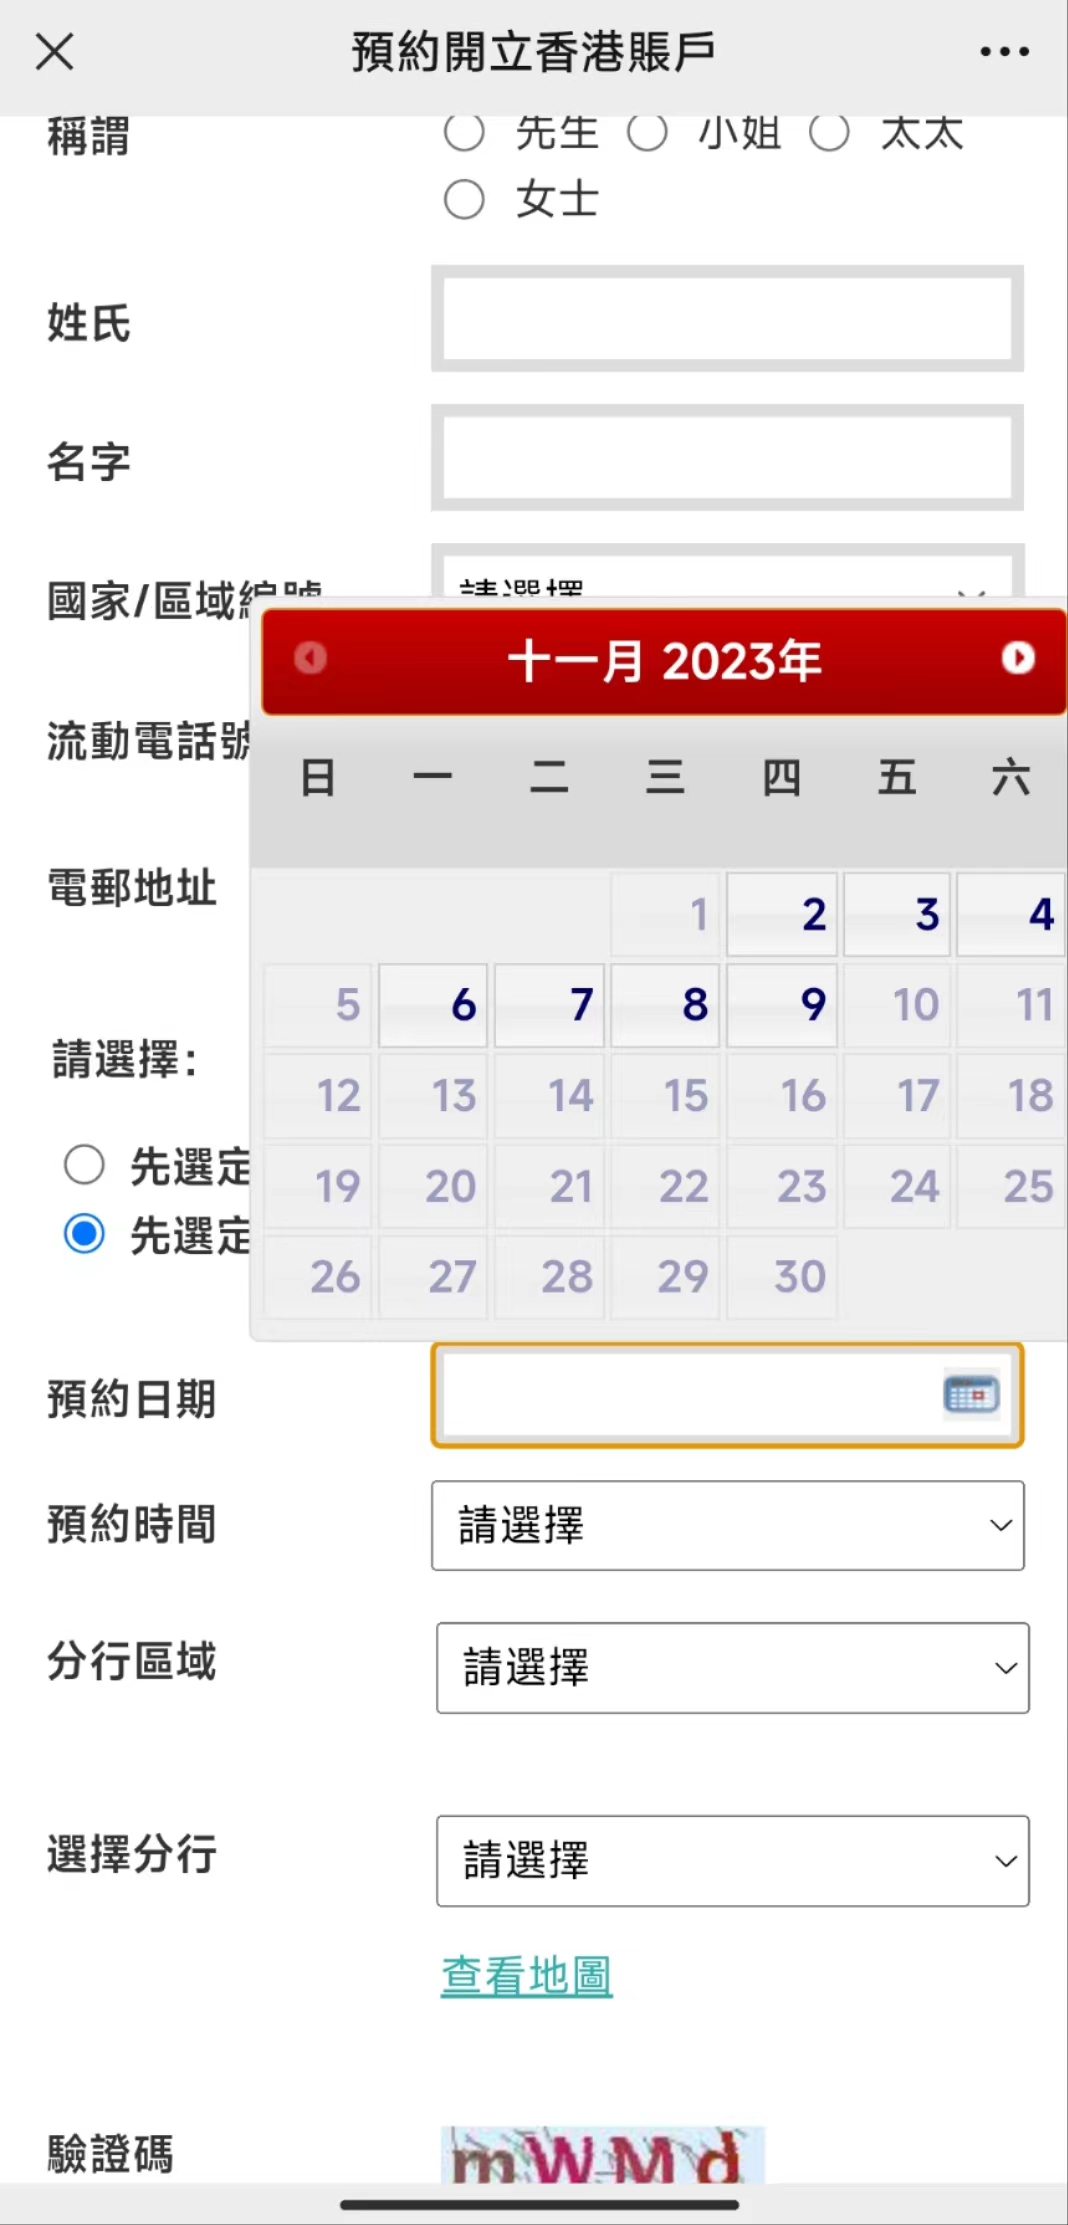 預約開立香港賬戶
稱謂
先生 小姐 太太
女士
姓氏
名字
國家/區域編號
請選擇
十一月 2023年
流動電話號
日 一 二 三 四 五 六
電郵地址
1 2 3 4
5 6 7 8 9 10 11
請選擇：
12 13 14 15 16 17 18
先選定
19 20 21 22 23 24 25
先選定
26 27 28 29 30
預約日期
預約時間 請選擇
分行區域 請選擇
選擇分行 請選擇
查看地圖
驗證碼
mWMd